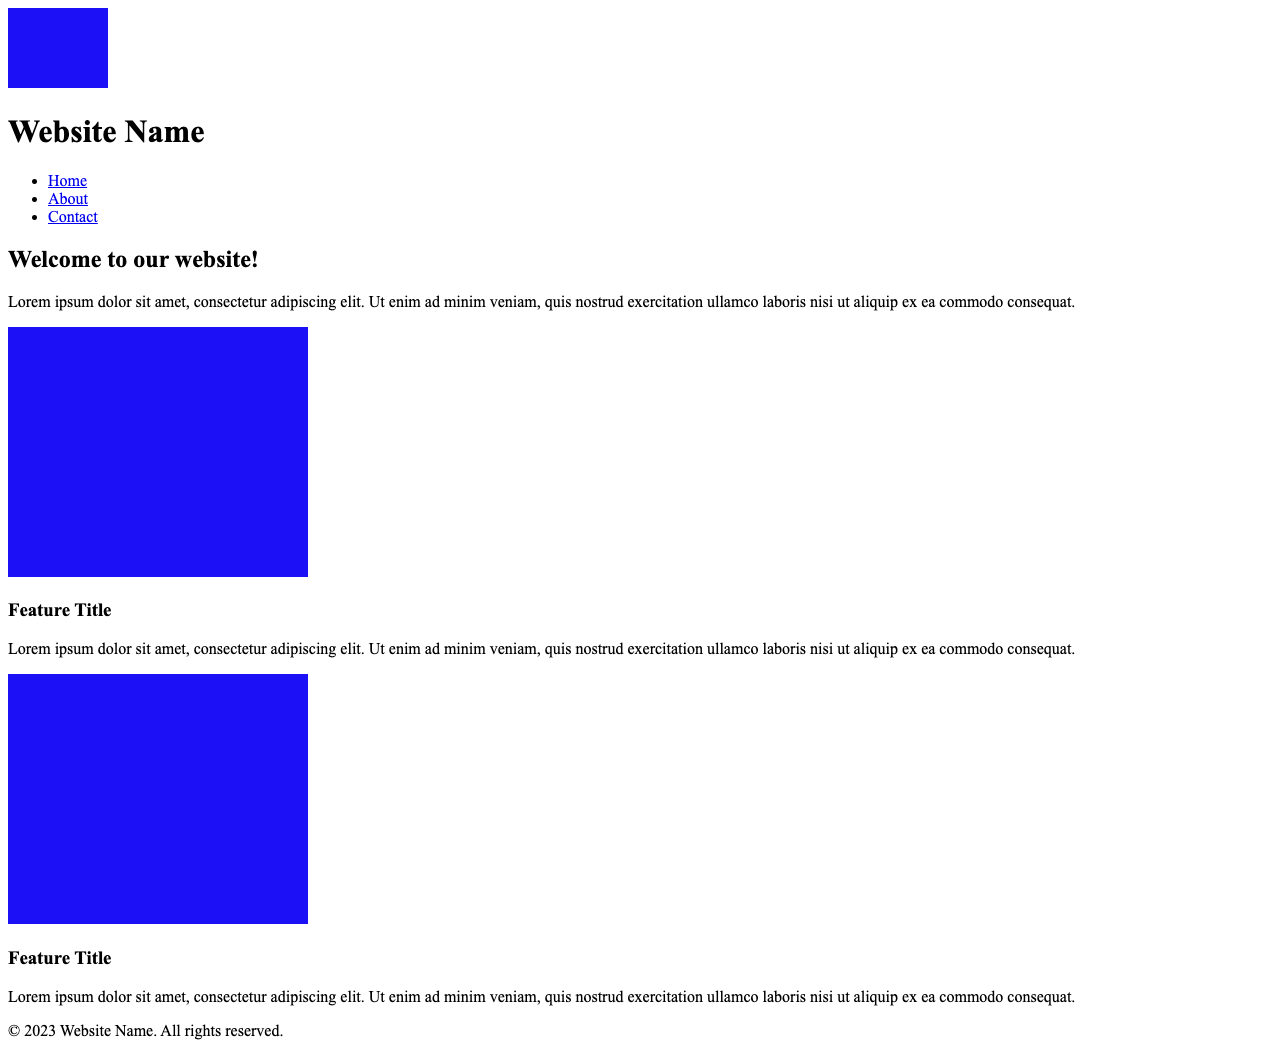 Website Name
Home
About
Contact
Welcome to our website!
Lorem ipsum dolor sit amet, consectetur adipiscing elit. Ut enim ad minim veniam, quis nostrud exercitation ullamco laboris nisi ut aliquip ex ea commodo consequat.
Feature Title
Lorem ipsum dolor sit amet, consectetur adipiscing elit. Ut enim ad minim veniam, quis nostrud exercitation ullamco laboris nisi ut aliquip ex ea commodo consequat.
Feature Title
Lorem ipsum dolor sit amet, consectetur adipiscing elit. Ut enim ad minim veniam, quis nostrud exercitation ullamco laboris nisi ut aliquip ex ea commodo consequat.
© 2023 Website Name. All rights reserved.